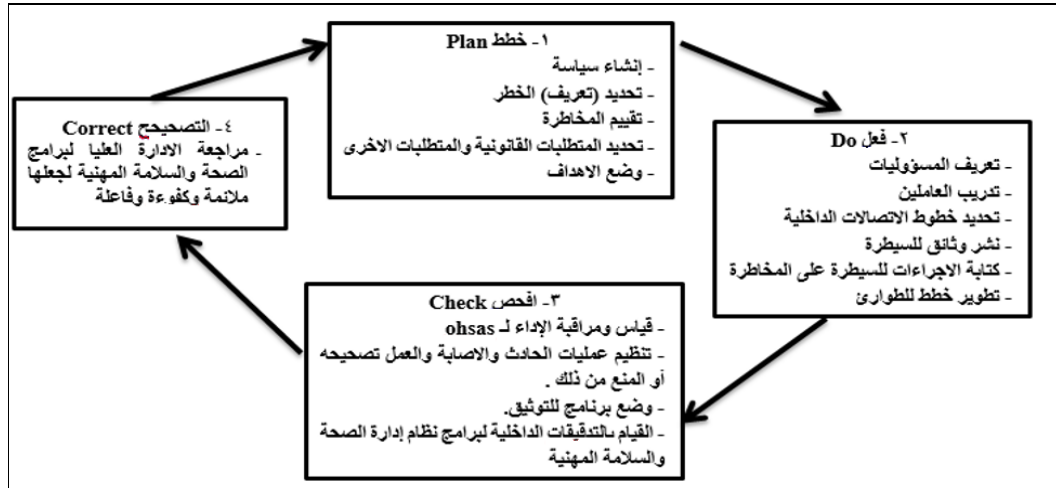 ١- خطط Plan
- إنشاء سياسة
- تحديد (تعريف) الخطر
- تقييم المخاطرة
- تحديد المتطلبات القانونية والمتطلبات الاخرى
- وضع الاهداف
٢- فعل Do
- تعريف المسؤوليات
- تدريب العاملين
- تحديد خطوط الاتصالات الداخلية
- نشر وثائق للسيطرة
- كتابة الاجراءات للسيطرة على المخاطرة
- تطوير خطط للطوارئ
٣- افحص Check
- قياس ومراقبة الإداء لـ ohsas
- تنظيم عمليات الحادث والاصابة والعمل تصحيحه
أو المنع من ذلك .
- وضع برنامج للتوثيق.
- القيام بالتدقيقات الداخلية لبرامج نظام إدارة الصحة
والسلامة المهنية
٤- التصحيح Correct
- مراجعة الادارة العليا لبرامج
الصحة والسلامة المهنية لجعلها
ملائمة وكفوءة وفاعلة